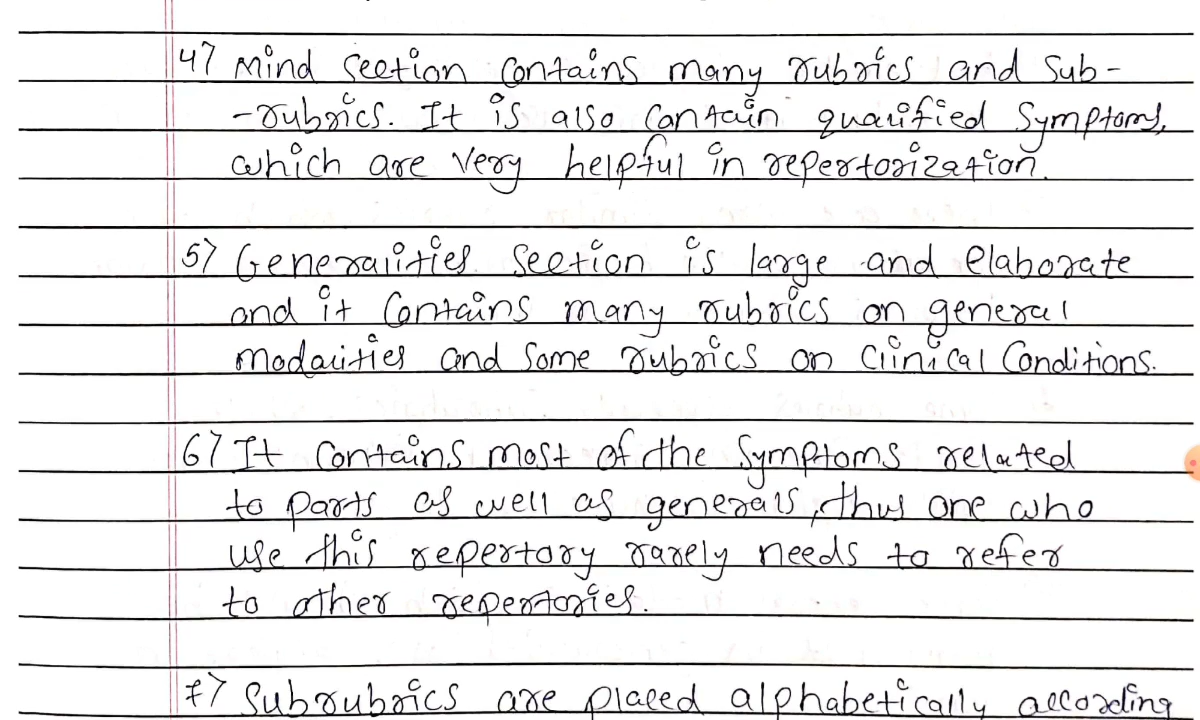 4) Mind section contains many rubrics and sub-
-rubrics. It is also contain qualified symptoms,
which are very helpful in repertorization.
5) Generalities section is large and elaborate
and it contains many rubrics on general
modalities and some rubrics on clinical conditions.
6) It contains most of the symptoms related
to parts as well as generals, thus one who
use this repertory rarely needs to refer
to other repertories.
7) Subrubrics are placed alphabetically according